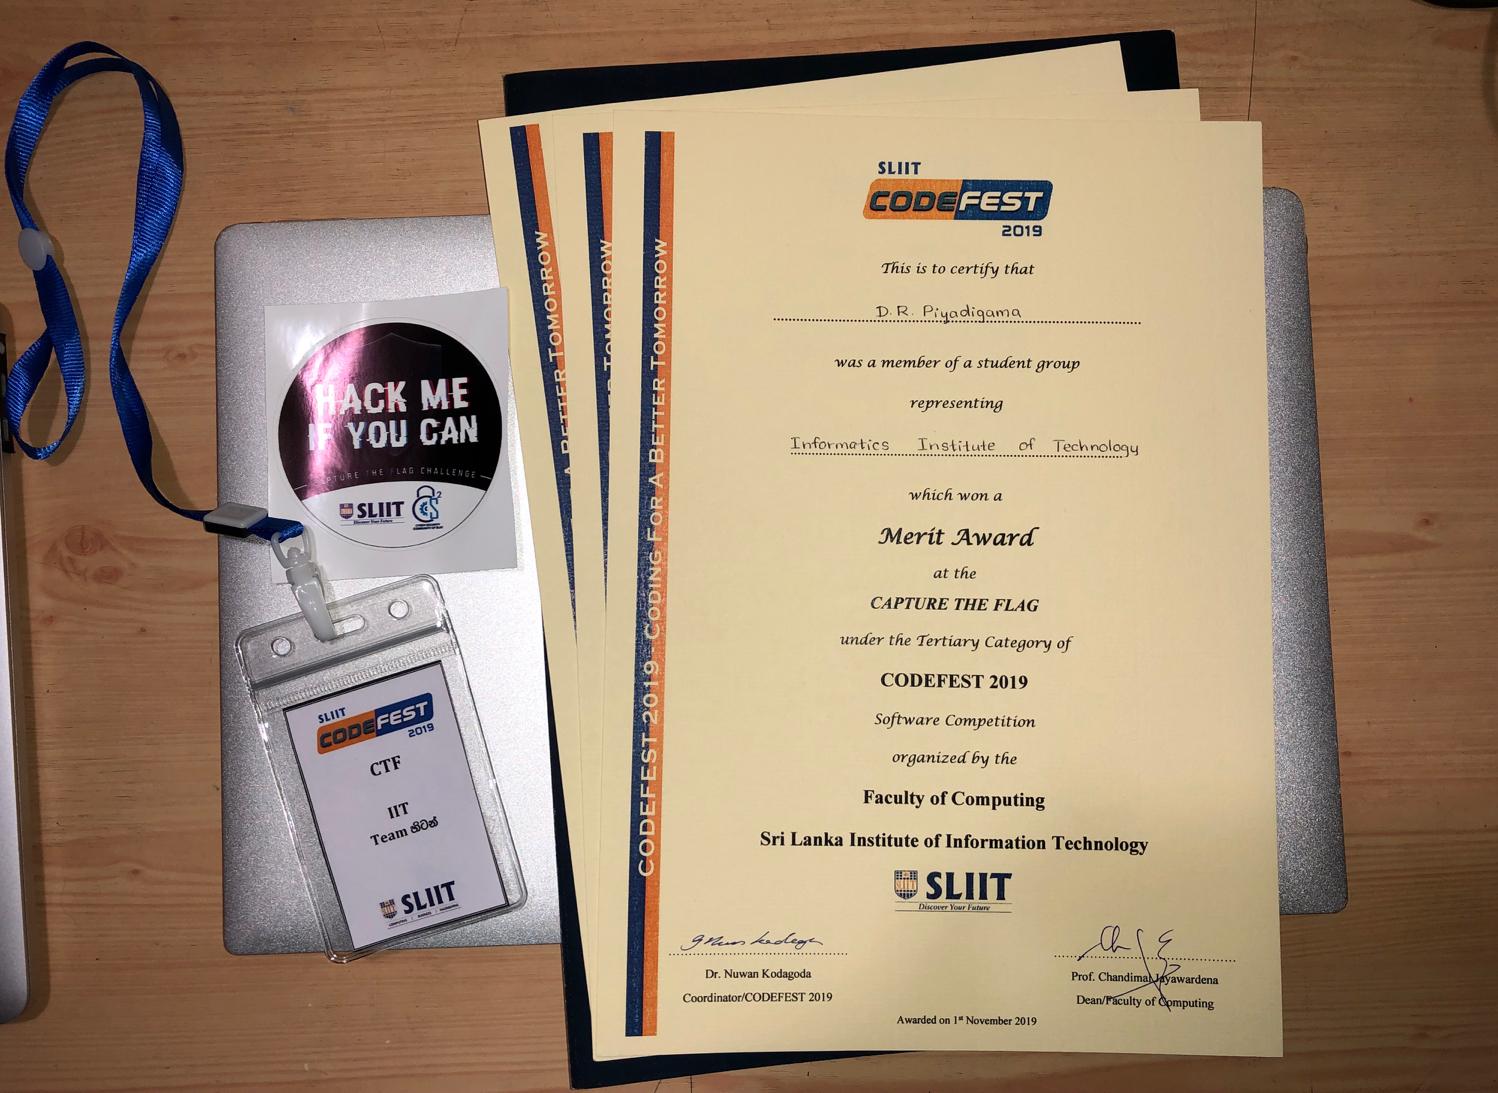 HACK ME
IF YOU CAN
CAPTURE THE FLAG CHALLENGE
SLIIT
Discover Your Future
SLIIT
CODEFEST
2019
CTF
IIT
Team හිටන්
SLIIT
A BETTER TOMORROW
TOMORROW
CODEFEST 2019 - CODING FOR A BETTER TOMORROW
SLIIT
CODEFEST
2019
This is to certify that
D.R. Piyadigama
was a member of a student group
representing
Informatics Institute of Technology
which won a
Merit Award
at the
CAPTURE THE FLAG
under the Tertiary Category of
CODEFEST 2019
Software Competition
organized by the
Faculty of Computing
Sri Lanka Institute of Information Technology
SLIIT
Discover Your Future
Dr. Nuwan Kodagoda
Coordinator/CODEFEST 2019
Prof. Chandimal Jayawardena
Dean/Faculty of Computing
Awarded on 1st November 2019